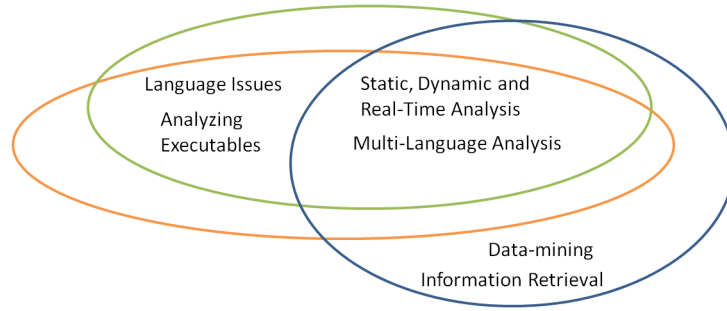 Language Issues
Analyzing
Executables
Static, Dynamic and
Real-Time Analysis
Multi-Language Analysis
Data-mining
Information Retrieval